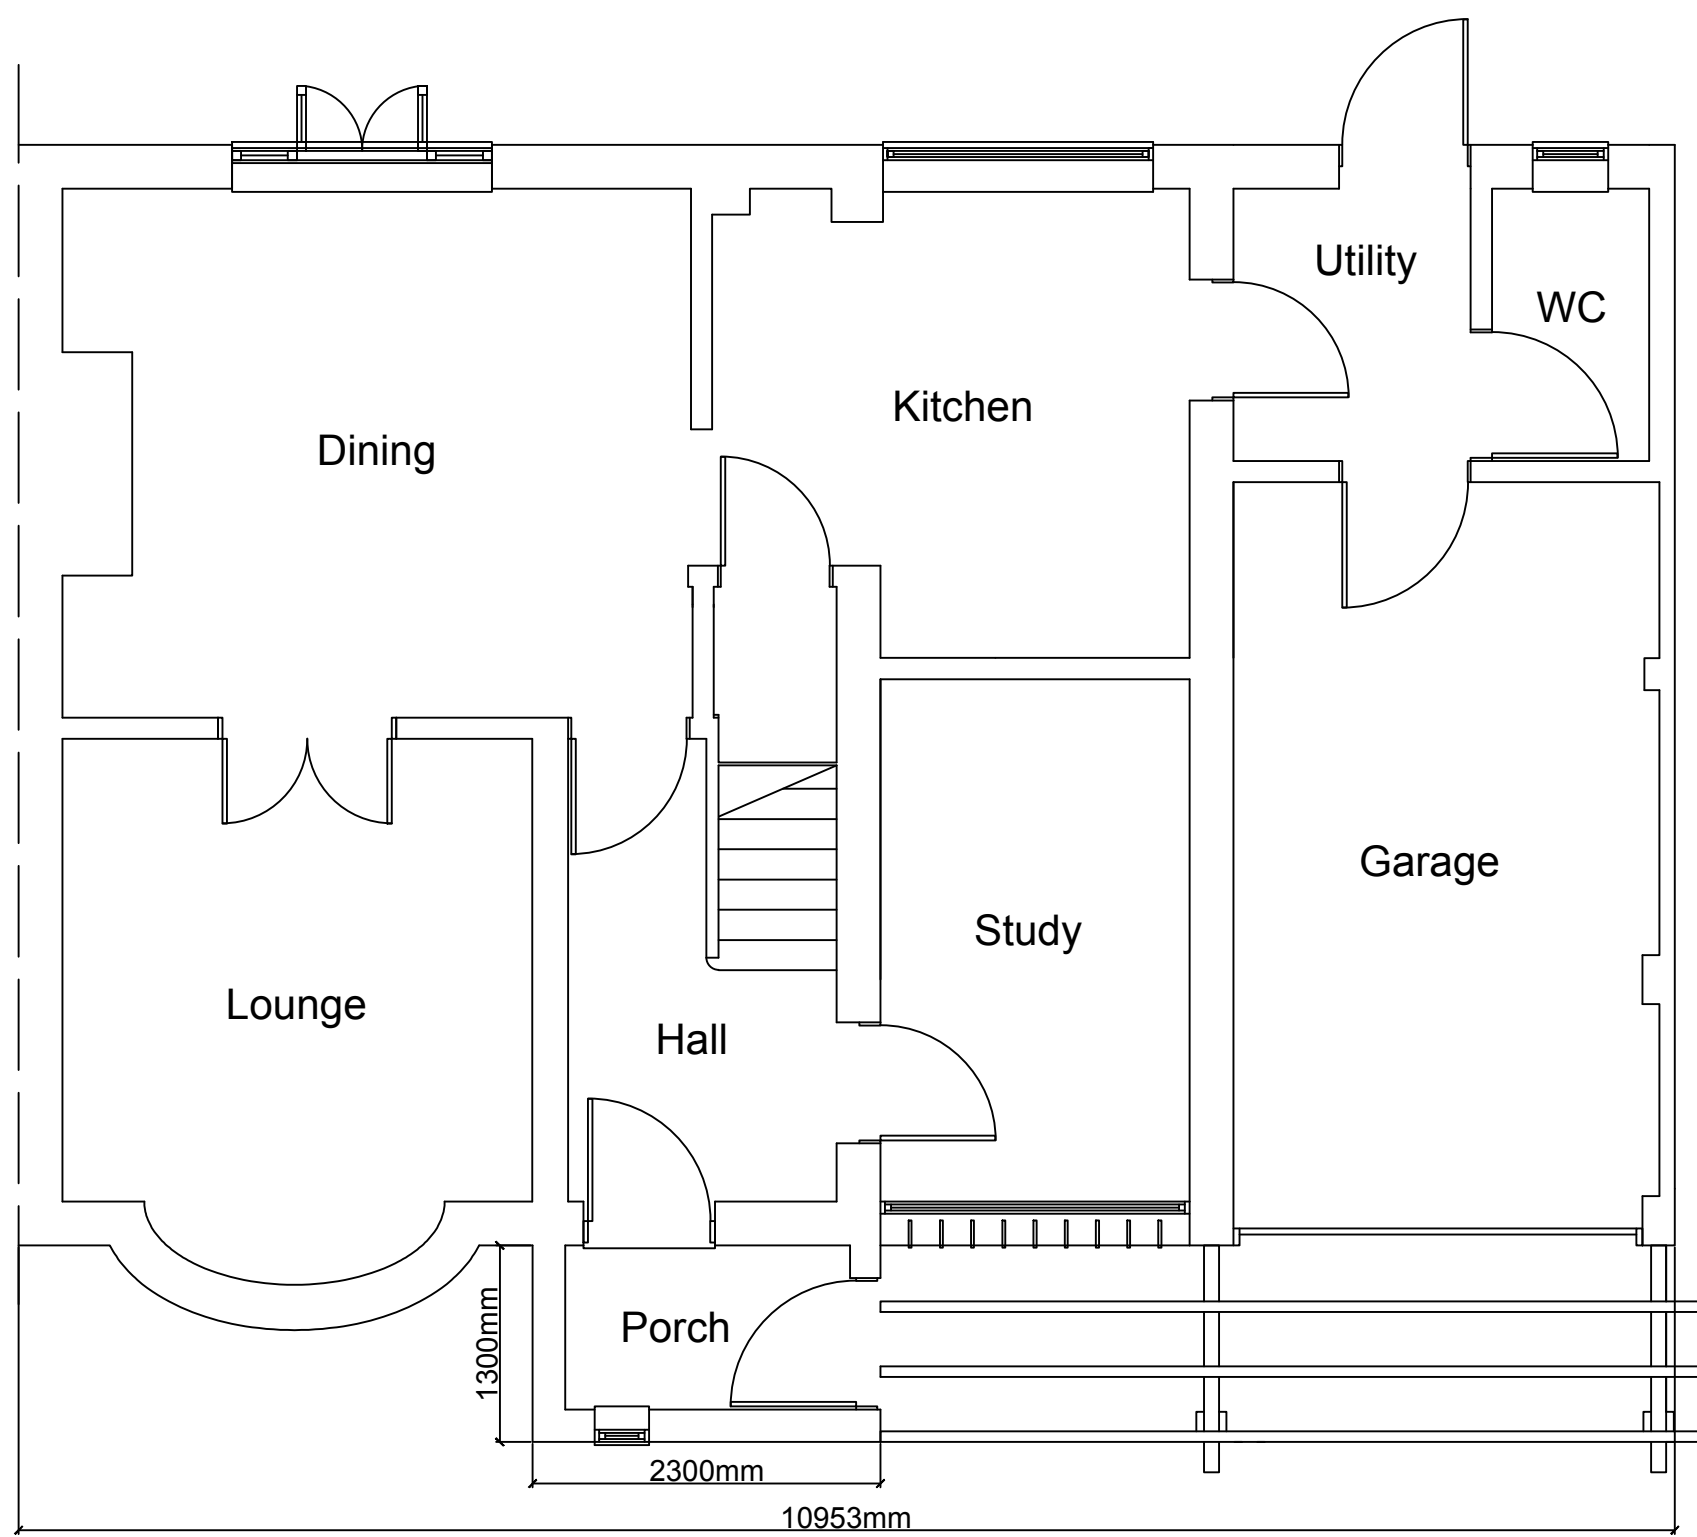 Utility
WC
Kitchen
Dining
Garage
Study
Lounge
Hall
Porch
1300mm
2300mm
10953mm